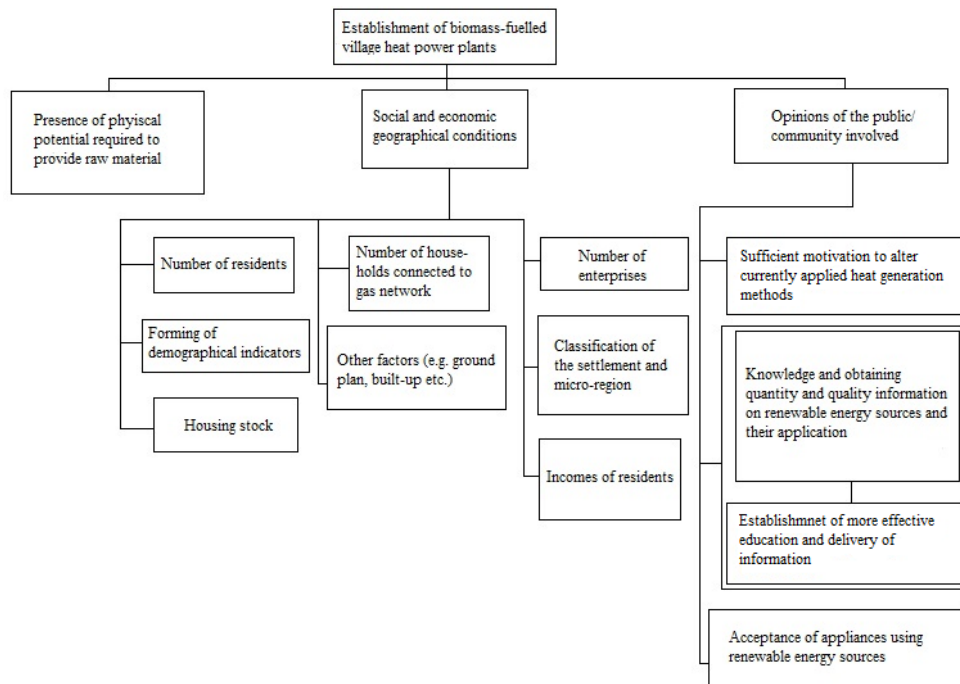 Establishment of biomass-fuelled
village heat power plants
Presence of phyiscal
potential required to
provide raw material
Social and economic
geographical conditions
Opinions of the public/
community involved
Number of residents
Forming of
demographical indicators
Housing stock
Number of house-
holds connected to
gas network
Other factors (e.g. ground
plan, built-up etc.)
Number of
enterprises
Classification of
the settlement and
micro-region
Incomes of residents
Sufficient motivation to alter
currently applied heat generation
methods
Knowledge and obtaining
quantity and quality information
on renewable energy sources and
their application
Establishmnet of more effective
education and delivery of
information
Acceptance of appliances using
renewable energy sources